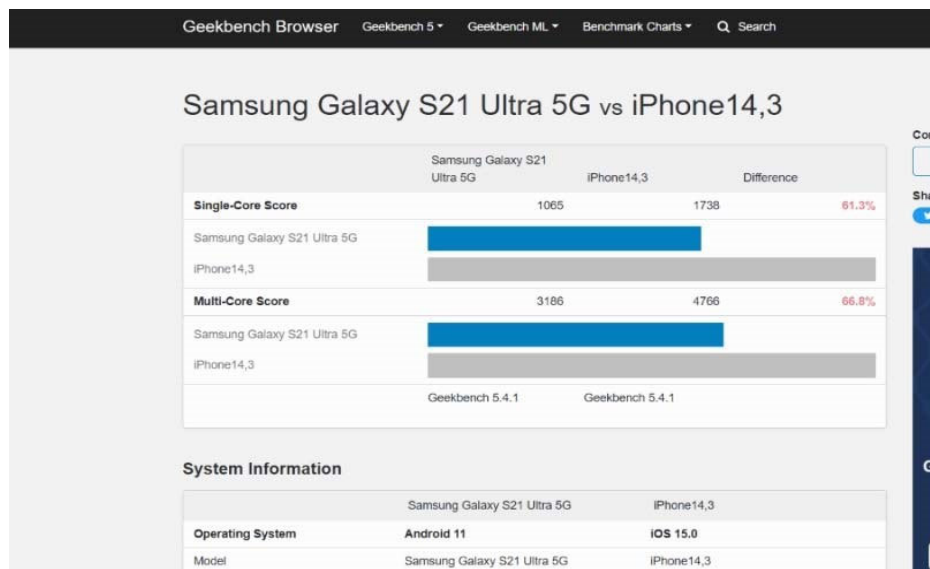 Geekbench Browser Geekbench 5 Geekbench ML Benchmark Charts Search
Samsung Galaxy S21 Ultra 5G vs iPhone14,3
Samsung Galaxy S21
Ultra 5G iPhone14,3 Difference
Single-Core Score 1065 1738 61.3%
Samsung Galaxy S21 Ultra 5G
iPhone14,3
Multi-Core Score 3186 4766 66.8%
Samsung Galaxy S21 Ultra 5G
iPhone14,3
Geekbench 5.4.1 Geekbench 5.4.1
System Information
Samsung Galaxy S21 Ultra 5G iPhone14,3
Operating System Android 11 iOS 15.0
Model Samsung Galaxy S21 Ultra 5G iPhone14,3